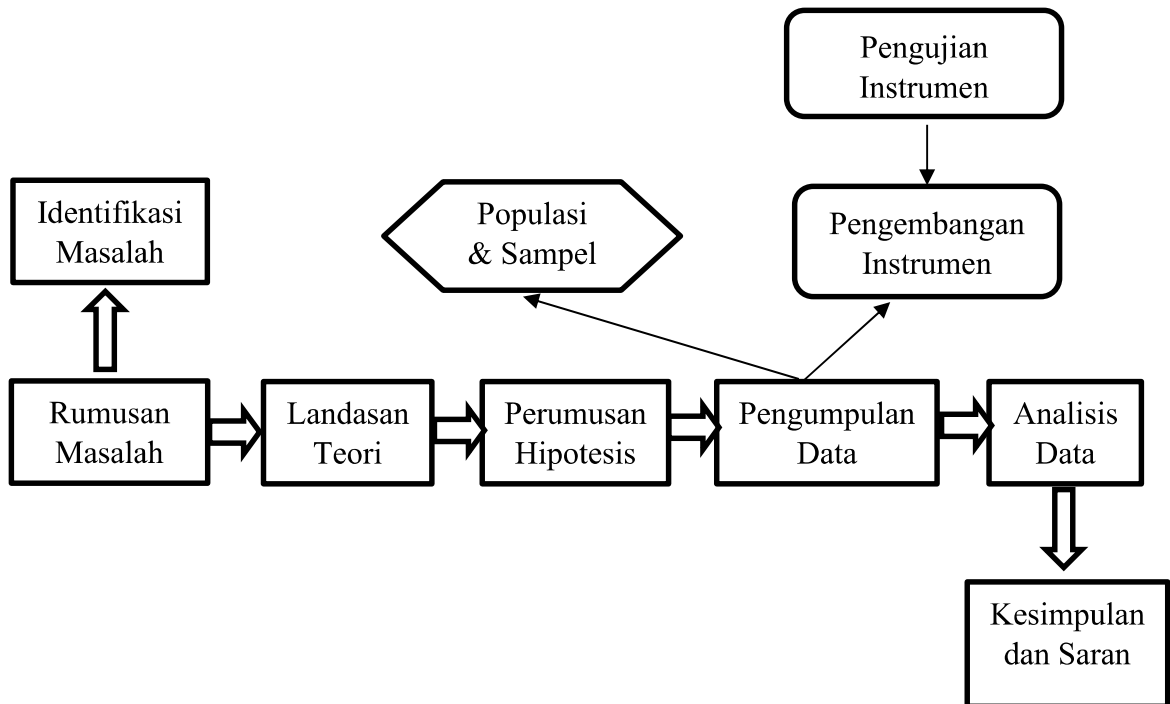 Pengujian
Instrumen
Identifikasi
Masalah
Populasi
& Sampel
Pengembangan
Instrumen
Rumusan
Masalah
Landasan
Teori
Perumusan
Hipotesis
Pengumpulan
Data
Analisis
Data
Kesimpulan
dan Saran